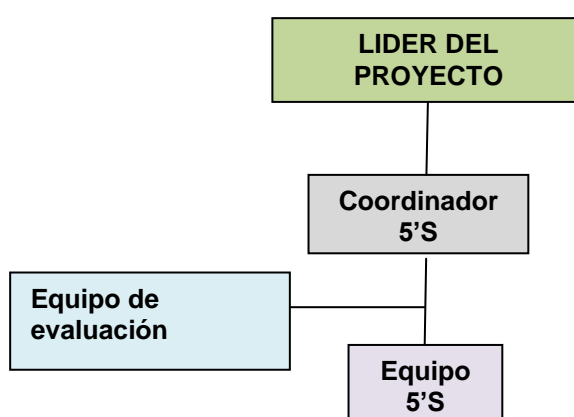 LIDER DEL
PROYECTO
Coordinador
5’S
Equipo de
evaluación
Equipo
5’S